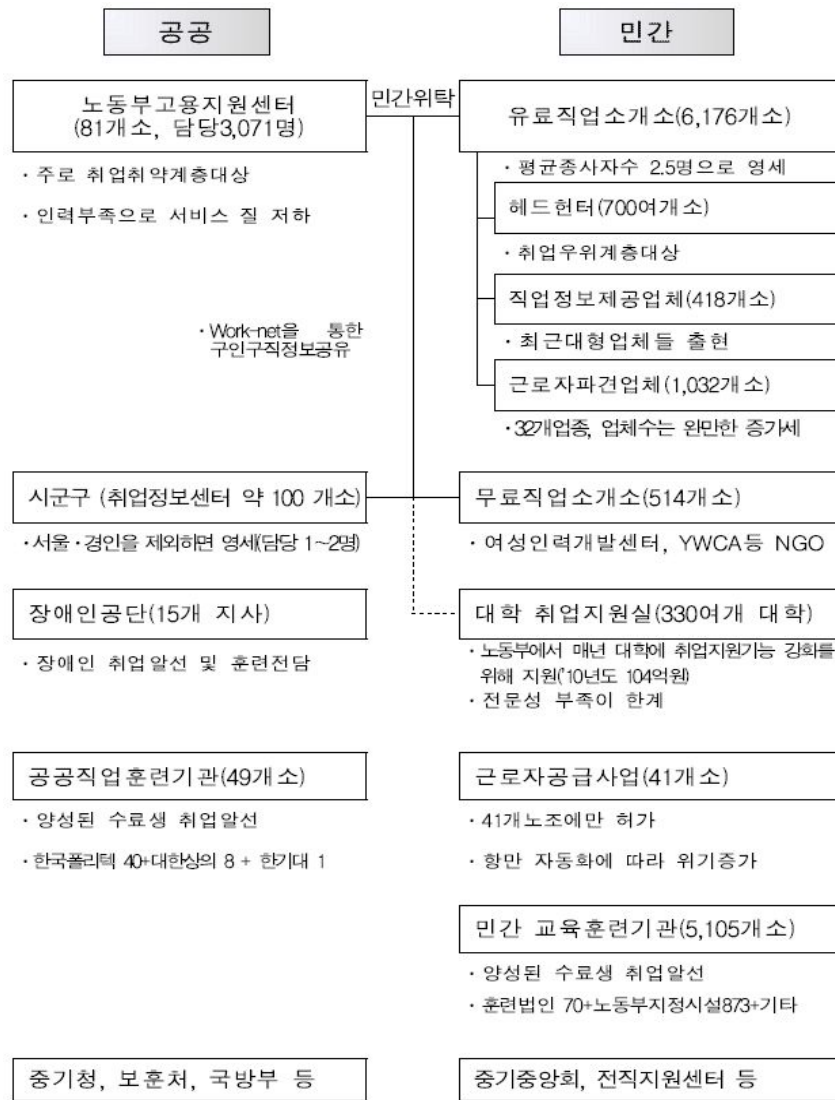 공공
민간
노동부고용지원센터
(81개소, 담당3,071명)
민간위탁
유료직업소개소(6,176개소)
· 주로 취업취약계층대상
· 인력부족으로 서비스 질 저하
· 평균종사자수 2.5명으로 영세
헤드헌터(700여개소)
· 취업우위계층대상
직업정보제공업체(418개소)
· Work-net을 통한
구인구직정보공유
· 최근대형업체들 출현
근로자파견업체(1,032개소)
· 32개업종, 업체수는 완만한 증가세
시군구 (취업정보센터 약 100 개소)
· 서울·경인을 제외하면 영세(담당 1~2명)
무료직업소개소(514개소)
· 여성인력개발센터, YWCA등 NGO
장애인공단(15개 지사)
· 장애인 취업알선 및 훈련전담
대학 취업지원실(330여개 대학)
· 노동부에서 매년 대학에 취업지원기능 강화를
위해 지원('10년도 104억원)
· 전문성 부족이 한계
공공직업훈련기관(49개소)
· 양성된 수료생 취업알선
· 한국폴리텍 40+대한상의 8 + 한기대 1
근로자공급사업(41개소)
· 41개노조에만 허가
· 항만 자동화에 따라 위기증가
민간 교육훈련기관(5,105개소)
· 양성된 수료생 취업알선
· 훈련법인 70+노동부지정시설873+기타
중기청, 보훈처, 국방부 등
중기중앙회, 전직지원센터 등